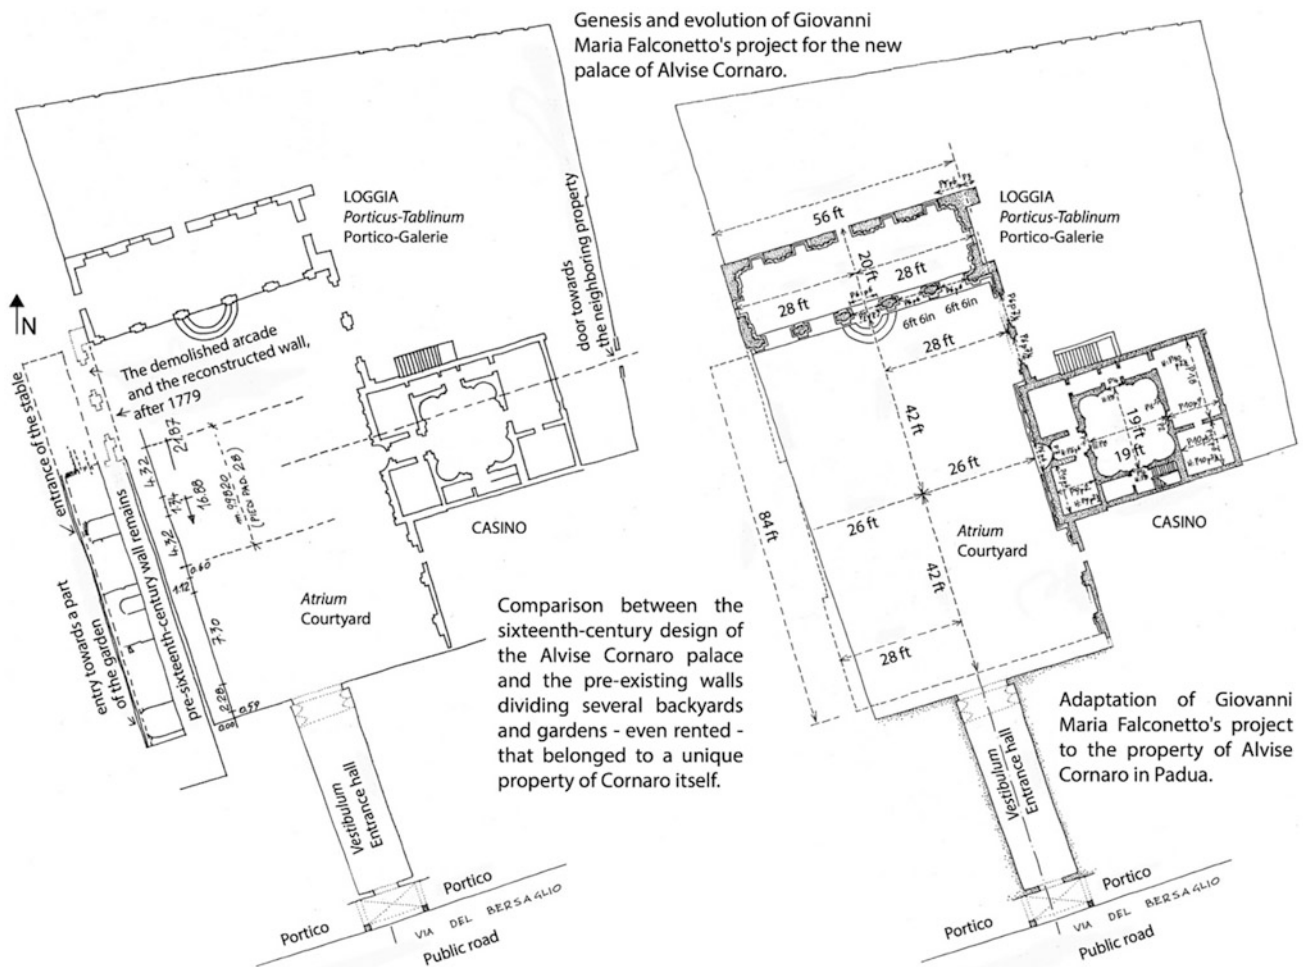 Genesis and evolution of Giovanni
Maria Falconetto's project for the new
palace of Alvise Cornaro.
LOGGIA
Porticus-Tablinum
Portico-Galerie
N
door towards
the neighboring property
The demolished arcade
and the reconstructed wall,
after 1779
entrance of the stable
entry towards a part
of the garden
pre-sixteenth-century wall remains
21.87
4.32
1.74
16.88
4.32
0.60
1.12
7.30
2.28
0.00
0.59
CASINO
Atrium
Courtyard
Comparison between the
sixteenth-century design of
the Alvise Cornaro palace
and the pre-existing walls
dividing several backyards
and gardens - even rented -
that belonged to a unique
property of Cornaro itself.
Vestibulum
Entrance hall
Portico
Portico
VIA DEL BERSAGLIO
Public road
LOGGIA
Porticus-Tablinum
Portico-Galerie
56 ft
20 ft
28 ft
28 ft
6ft 6in
6ft 6in
28 ft
42 ft
26 ft
26 ft
19 ft
19 ft
84 ft
CASINO
Atrium
Courtyard
42 ft
28 ft
Adaptation of Giovanni
Maria Falconetto's project
to the property of Alvise
Cornaro in Padua.
Vestibulum
Entrance hall
Portico
Portico
VIA DEL BERSAGLIO
Public road